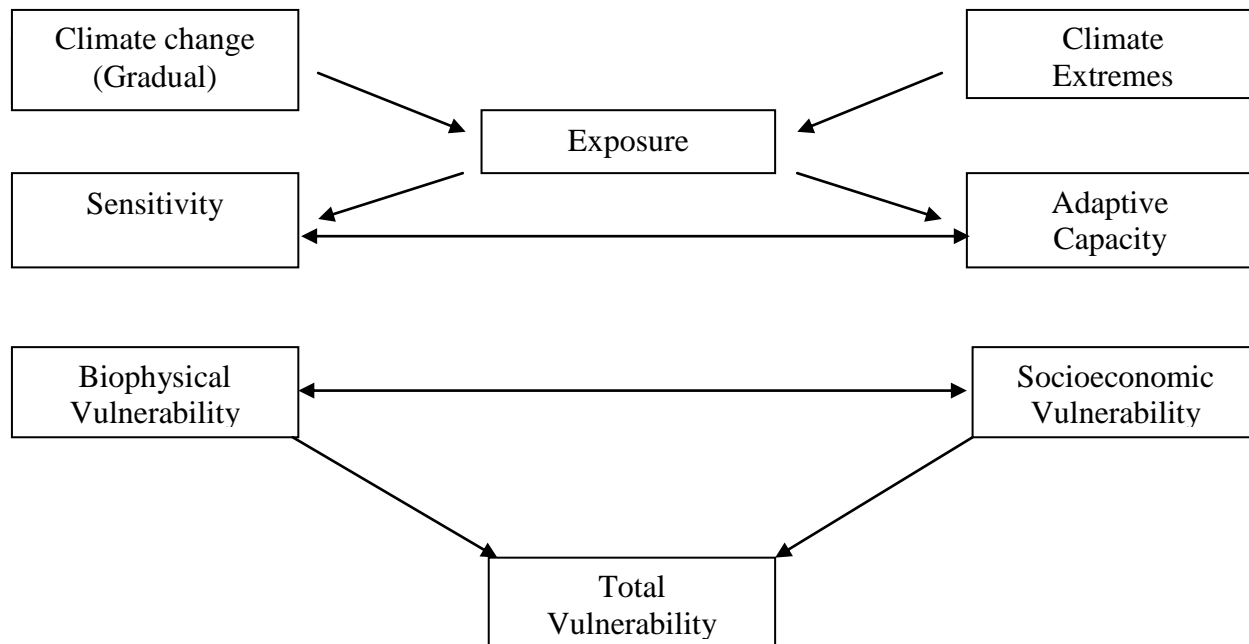 Climate change
(Gradual)
Climate
Extremes
Exposure
Sensitivity
Adaptive
Capacity
Biophysical
Vulnerability
Socioeconomic
Vulnerability
Total
Vulnerability